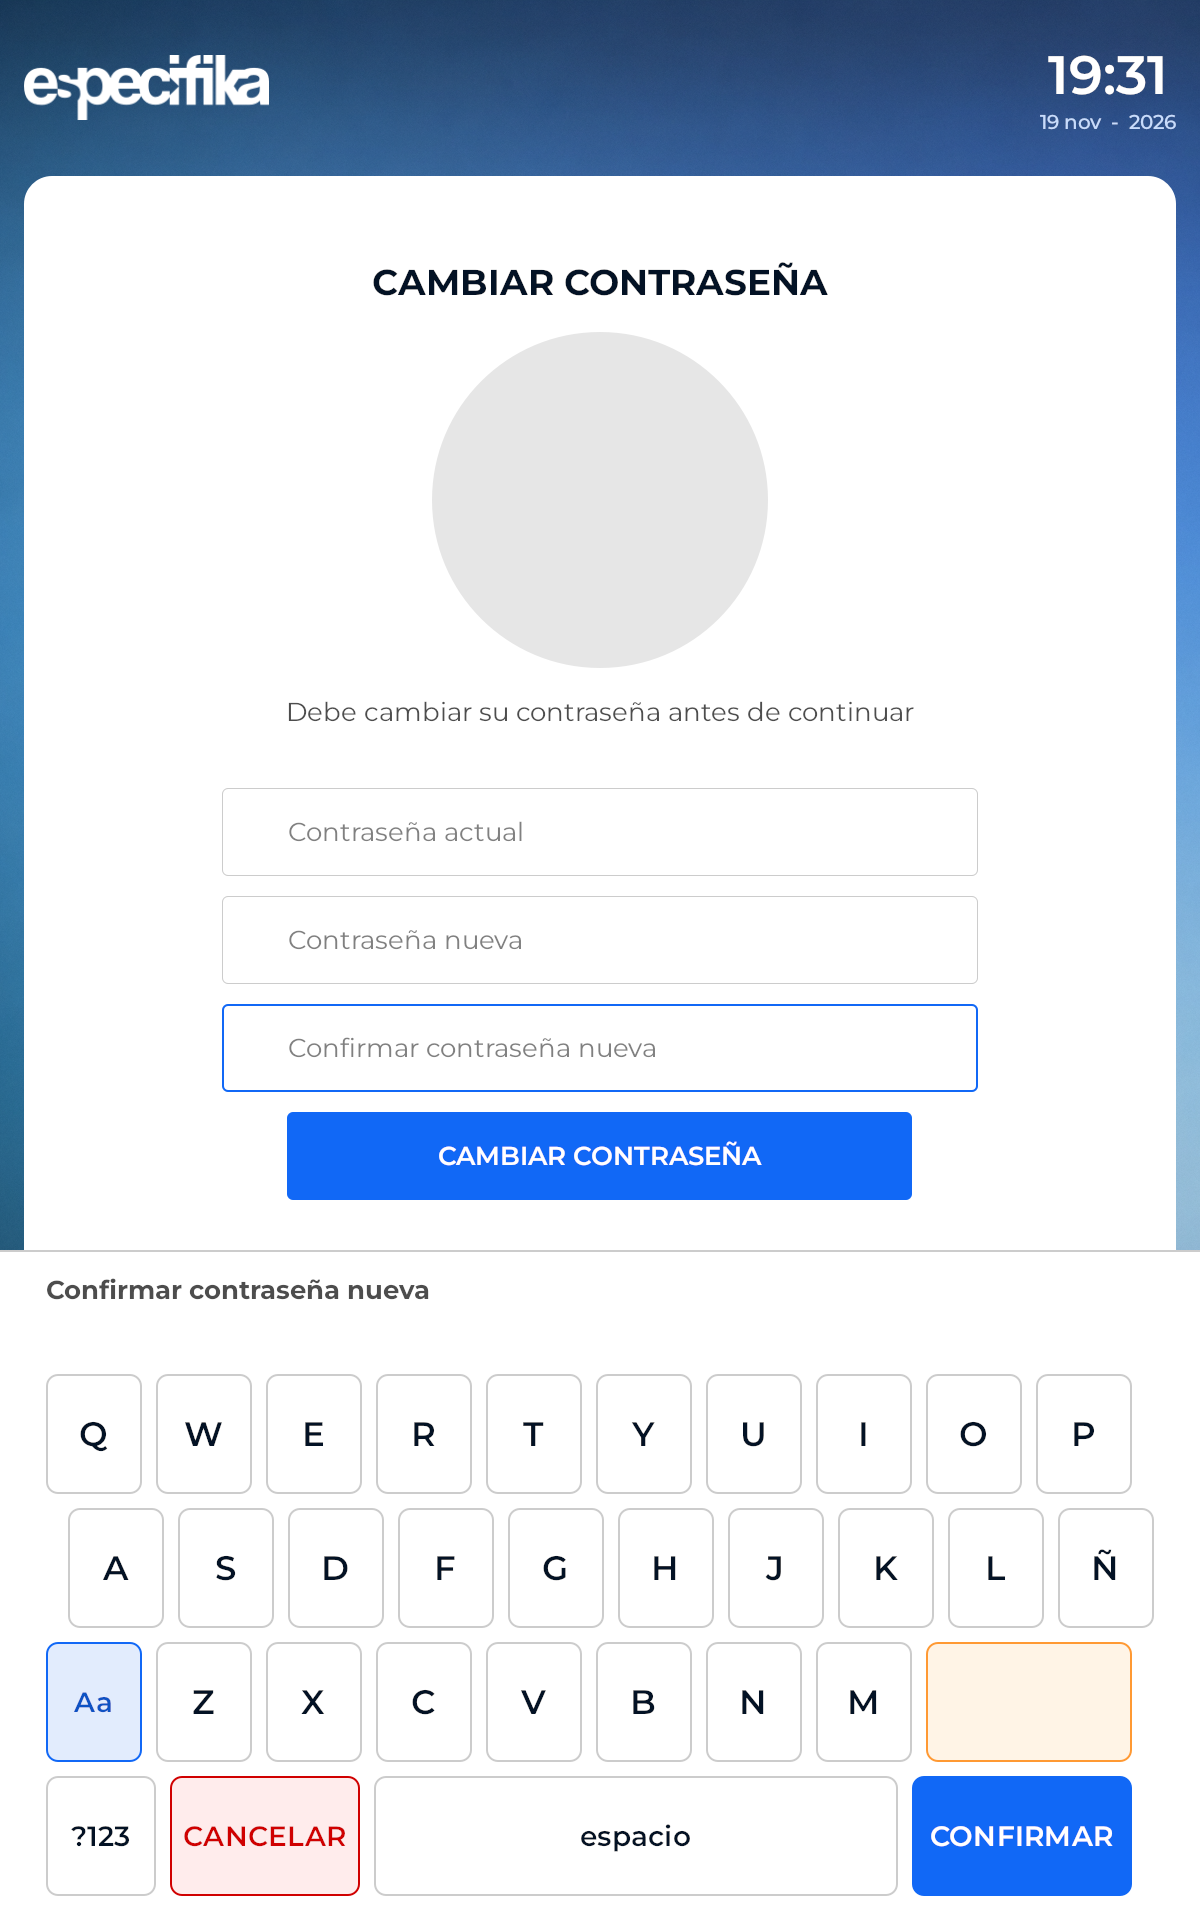 especifika
19:31
19 nov - 2026
CAMBIAR CONTRASEÑA
Debe cambiar su contraseña antes de continuar
Contraseña actual
Contraseña nueva
Confirmar contraseña nueva
CAMBIAR CONTRASEÑA
Confirmar contraseña nueva
Q W E R T Y U I O P
A S D F G H J K L Ñ
Aa Z X C V B N M
?123 CANCELAR espacio CONFIRMAR